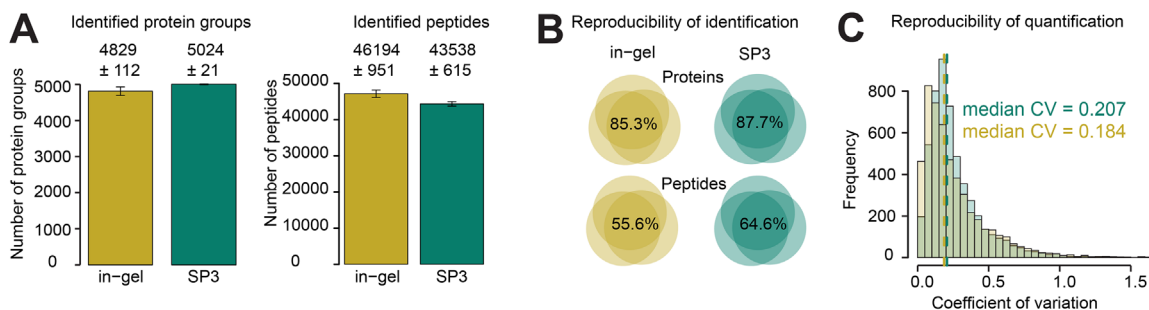 A
Identified protein groups
4829
± 112
5024
± 21
Number of protein groups
5000
4000
3000
2000
1000
0
in−gel
SP3
Identified peptides
46194
± 951
43538
± 615
Number of peptides
50000
40000
30000
20000
10000
0
in−gel
SP3
B
Reproducibility of identification
in−gel
SP3
Proteins
85.3%
87.7%
Peptides
55.6%
64.6%
C
Reproducibility of quantification
median CV = 0.207
median CV = 0.184
Frequency
800
600
400
200
0
0.0
0.5
1.0
1.5
Coefficient of variation